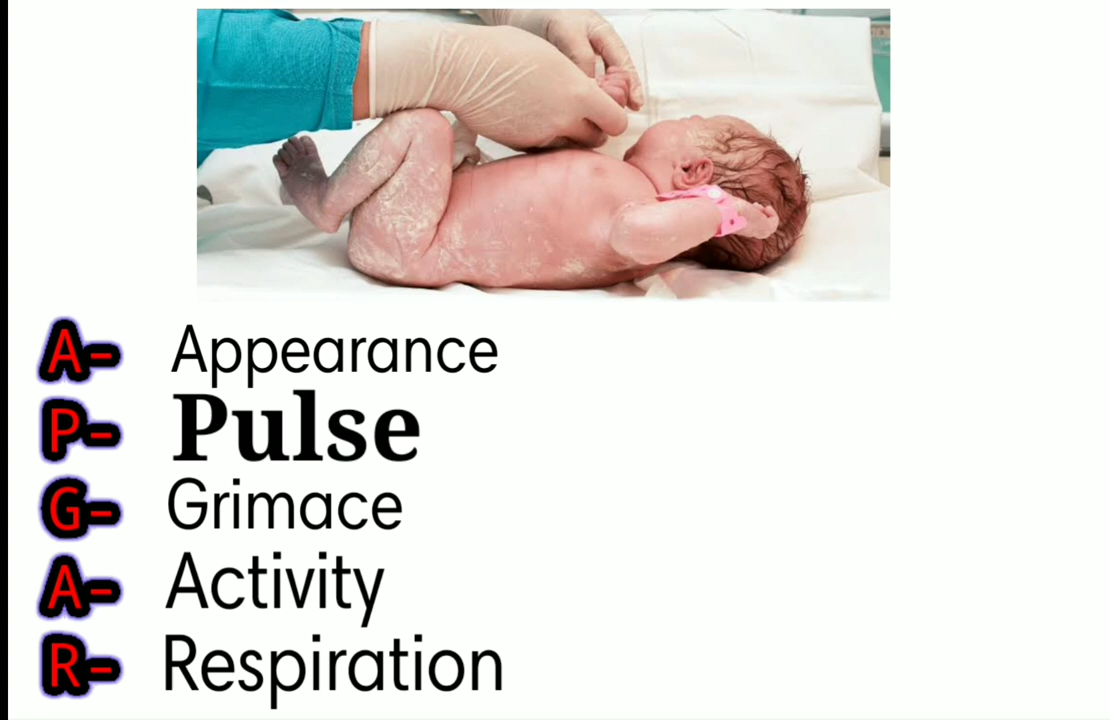 A- Appearance
P- Pulse
G- Grimace
A- Activity
R- Respiration